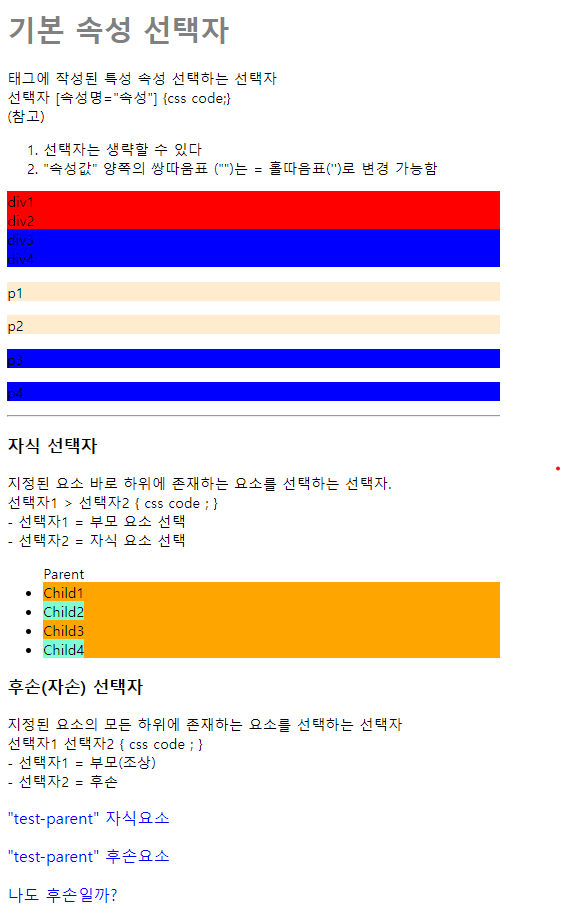 기본 속성 선택자
태그에 작성된 특성 속성 선택하는 선택자
선택자 [속성명="속성"] {css code;}
(참고)
1. 선택자는 생략할 수 있다
2. "속성값" 양쪽의 쌍따옴표 ("")는 = 홑따옴표('')로 변경 가능함
div1
div2
div3
div4
p1
p2
p3
p4
자식 선택자
지정된 요소 바로 하위에 존재하는 요소를 선택하는 선택자.
선택자1 > 선택자2 { css code ; }
- 선택자1 = 부모 요소 선택
- 선택자2 = 자식 요소 선택
Parent
Child1
Child2
Child3
Child4
후손(자손) 선택자
지정된 요소의 모든 하위에 존재하는 요소를 선택하는 선택자
선택자1 선택자2 { css code ; }
- 선택자1 = 부모(조상)
- 선택자2 = 후손
"test-parent" 자식요소
"test-parent" 후손요소
나도 후손일까?